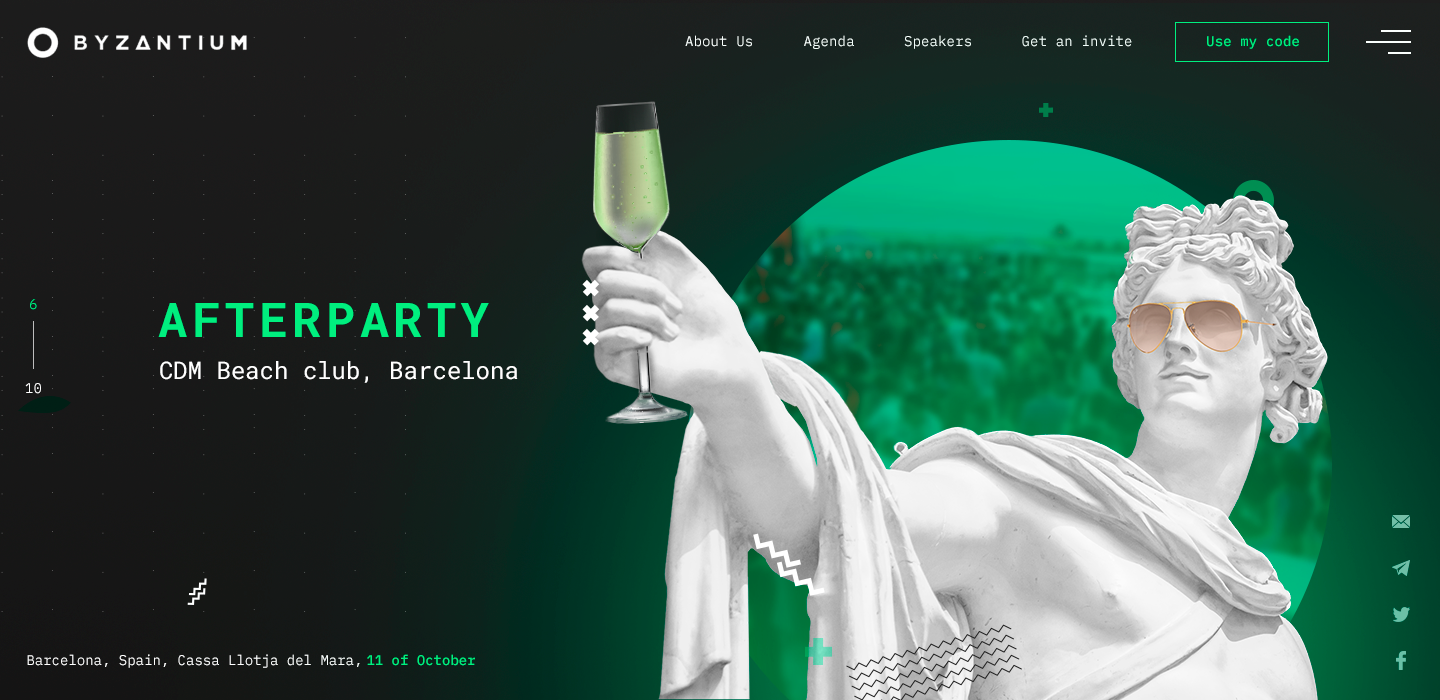 BYZANTIUM
About Us
Agenda
Speakers
Get an invite
Use my code
6
10
AFTERPARTY
CDM Beach club, Barcelona
Barcelona, Spain, Cassa Llotja del Mara, 11 of October